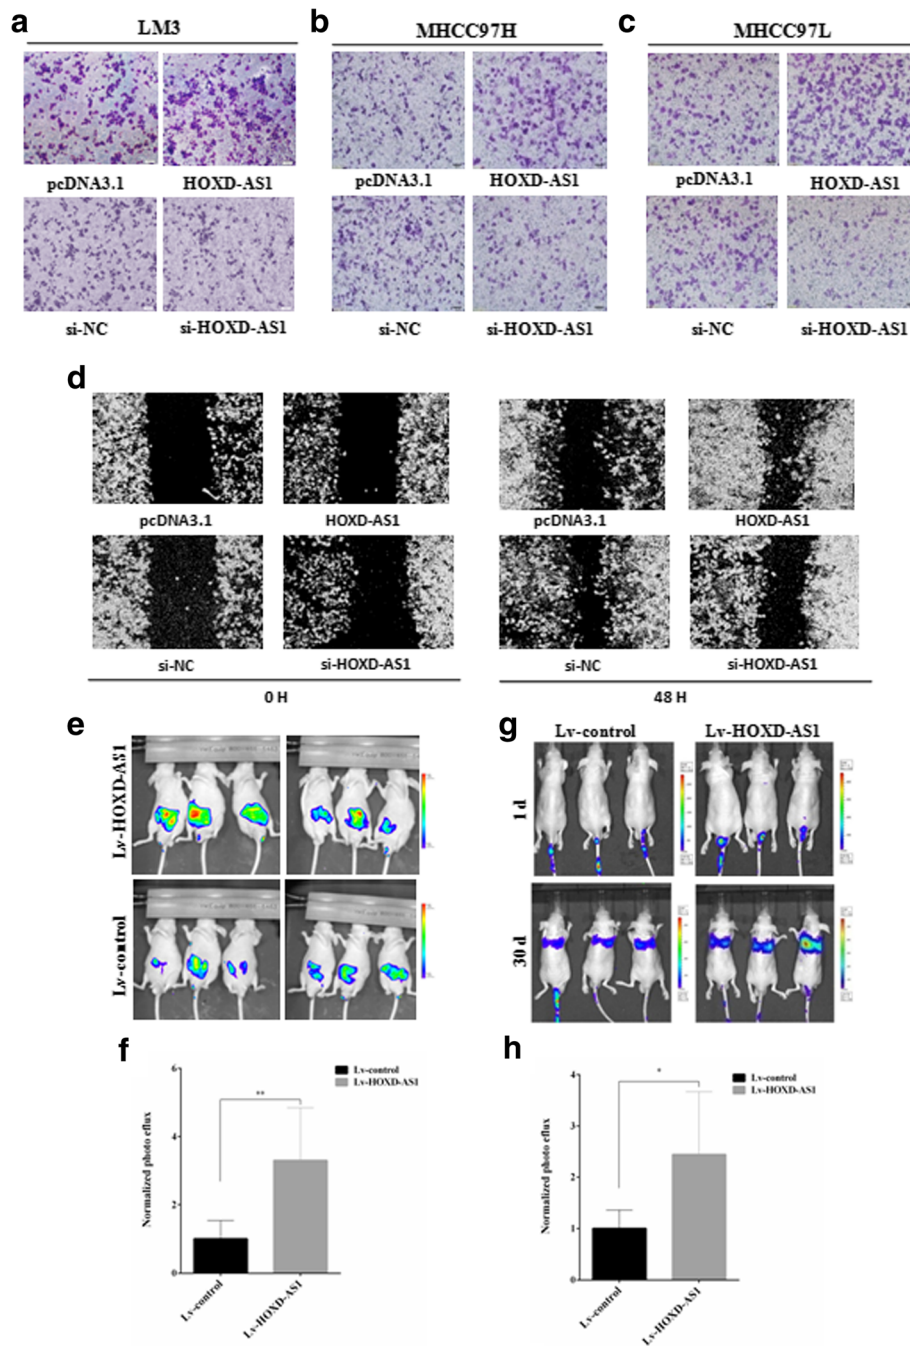 a
LM3
b
MHCC97H
c
MHCC97L
pcDNA3.1
HOXD-AS1
pcDNA3.1
HOXD-AS1
pcDNA3.1
HOXD-AS1
si-NC
si-HOXD-AS1
si-NC
si-HOXD-AS1
si-NC
si-HOXD-AS1
d
pcDNA3.1
HOXD-AS1
pcDNA3.1
HOXD-AS1
si-NC
si-HOXD-AS1
si-NC
si-HOXD-AS1
0 H
48 H
e
Lv-HOXD-AS1
Lv-control
g
Lv-control
Lv-HOXD-AS1
1 d
30 d
f
Lv-control
Lv-HOXD-AS1
**
Normalized photo eflux
6
4
2
0
Lv-control
Lv-HOXD-AS1
h
Lv-control
Lv-HOXD-AS1
*
Normalized photo eflux
4
3
2
1
0
Lv-control
Lv-HOXD-AS1